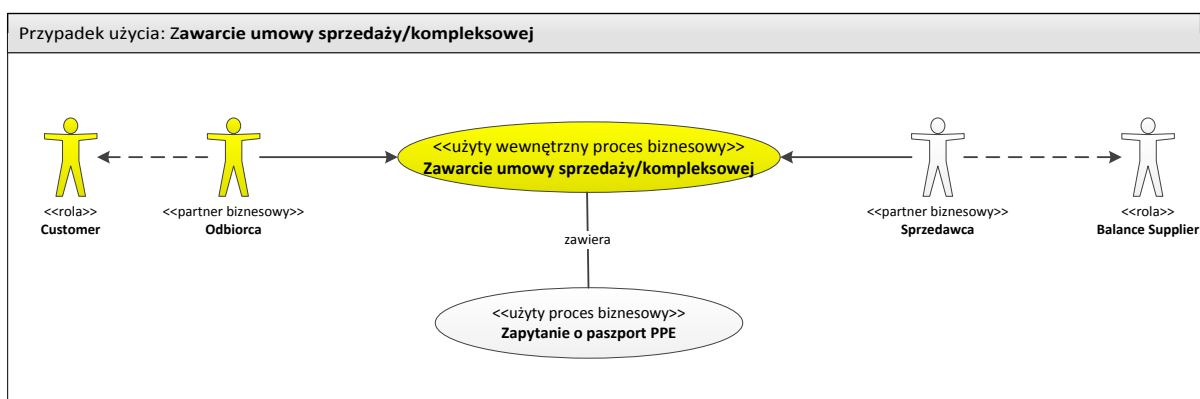 Przypadek użycia: Zawarcie umowy sprzedaży/kompleksowej
<<użyty wewnętrzny proces biznesowy>>
Zawarcie umowy sprzedaży/kompleksowej
<<rola>>
Customer
<<partner biznesowy>>
Odbiorca
<<partner biznesowy>>
Sprzedawca
<<rola>>
Balance Supplier
zawiera
<<użyty proces biznesowy>>
Zapytanie o paszport PPE